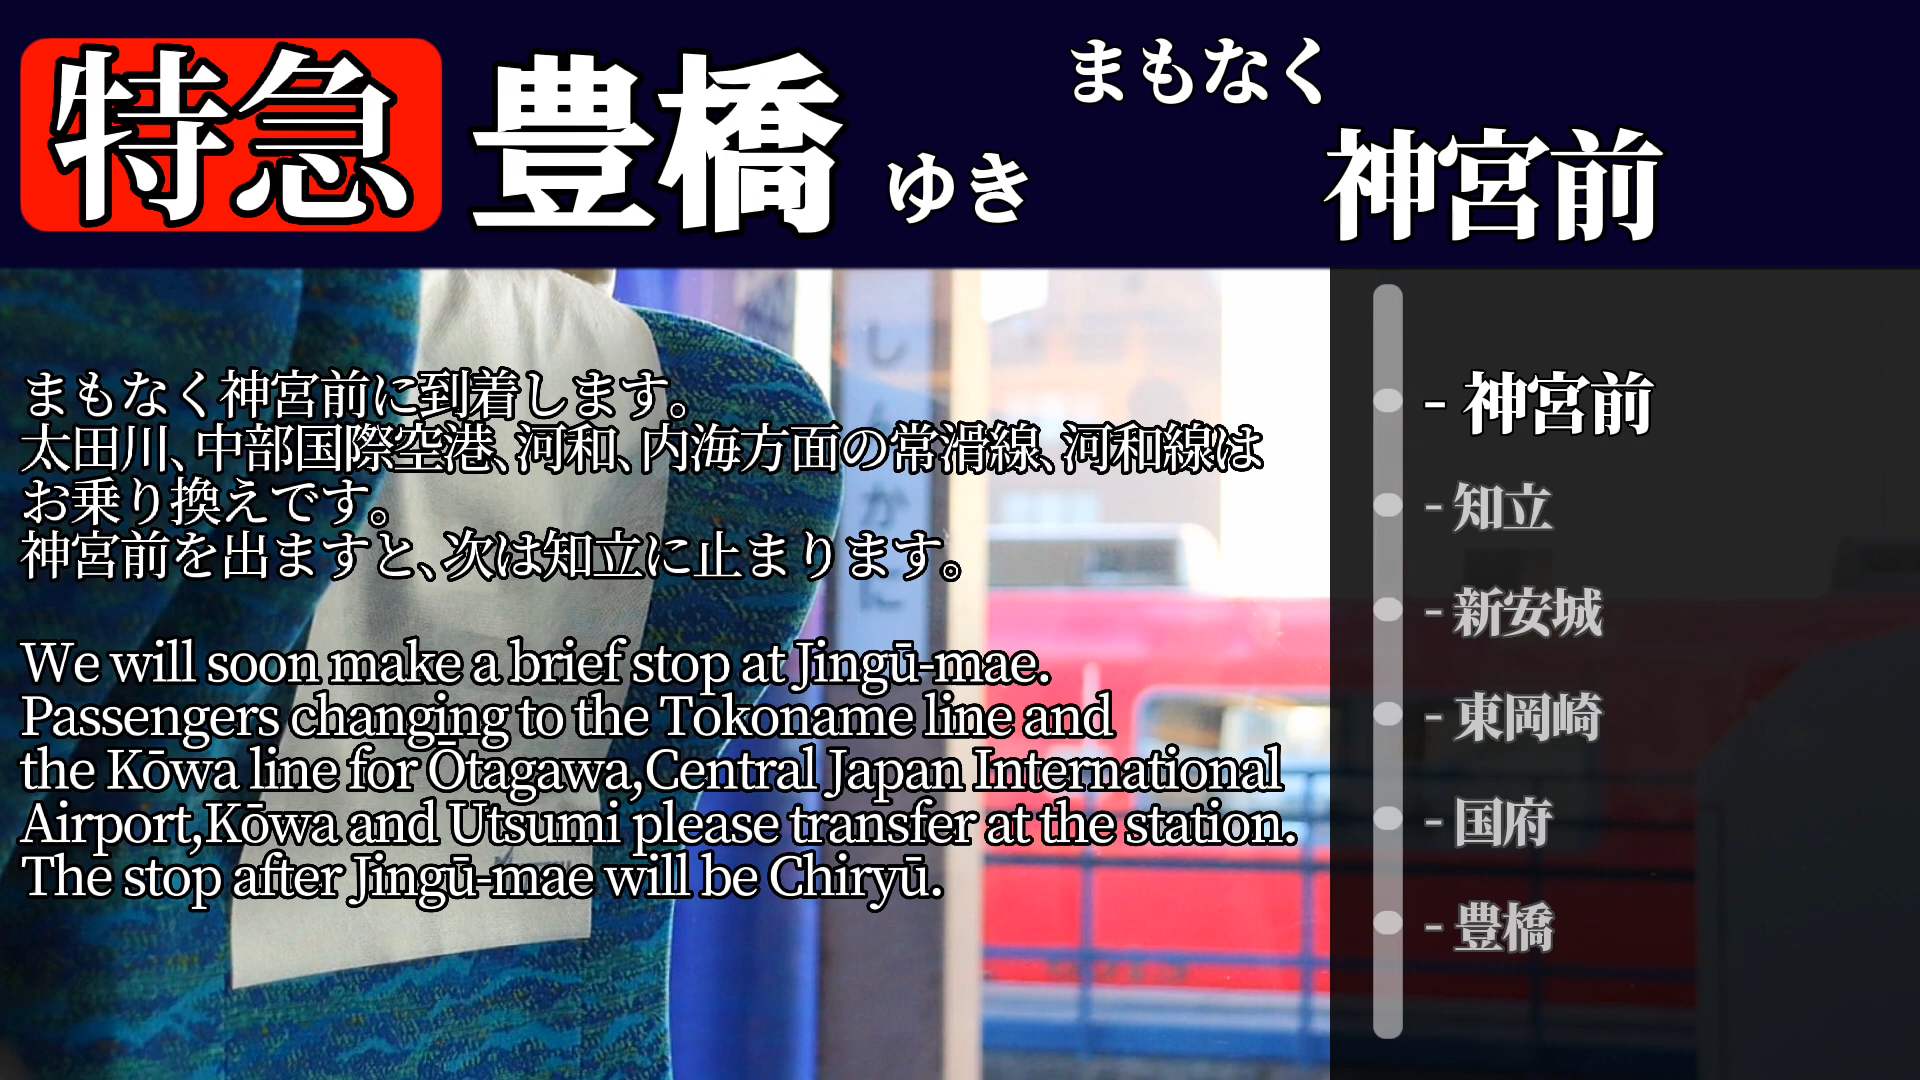 特急 豊橋 ゆき
まもなく
神宮前
まもなく神宮前に到着します。
太田川、中部国際空港、河和、内海方面の常滑線、河和線は
お乗り換えです。
神宮前を出ますと、次は知立に止まります。
We will soon make a brief stop at Jingū-mae.
Passengers changing to the Tokoname line and
the Kōwa line for Ōtagawa,Central Japan International
Airport,Kōwa and Utsumi please transfer at the station.
The stop after Jingū-mae will be Chiryū.
- 神宮前
- 知立
- 新安城
- 東岡崎
- 国府
- 豊橋